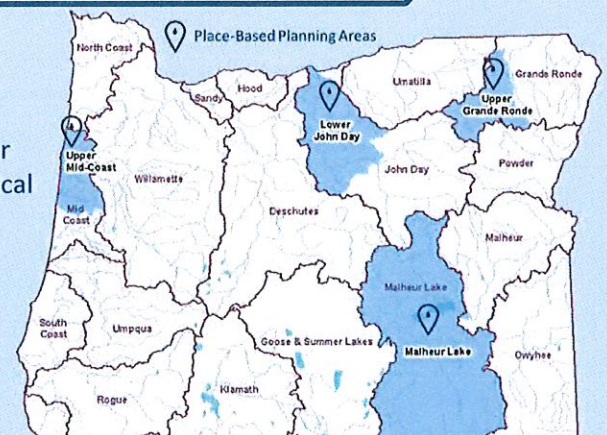 Place-Based Planning Areas
North Coast
Sandy
Hood
Umatilla
Grande Ronde
Upper
Grande Ronde
Lower
John Day
r
cal
Upper
Mid-Coast
Mid
Coast
Willamette
Deschutes
John Day
Powder
Malheur
Malheur Lake
South
Coast
Umpqua
Goose & Summer Lakes
Malheur Lake
Owyhee
Rogue
Klamath